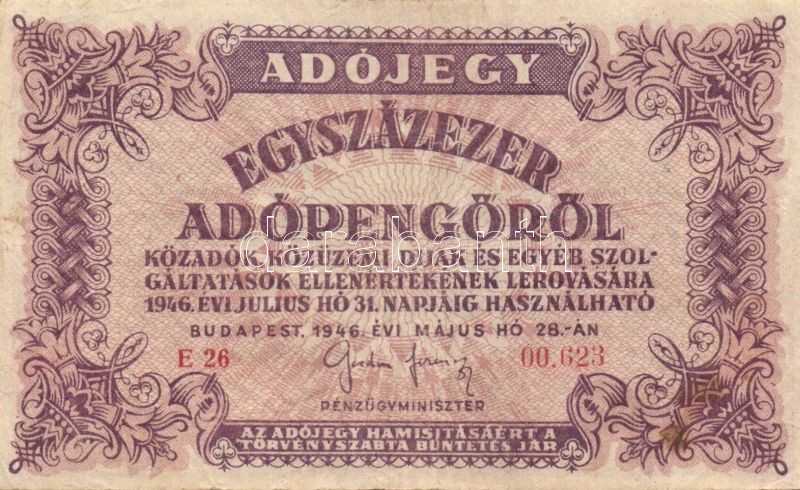 ADÓJEGY
EGYSZÁZEZER
ADÓPENGŐRŐL
KÖZADÓK, KÖZÜZEMI DÍJAK ÉS EGYÉB SZOL-
GÁLTATÁSOK ELLENÉRTÉKÉNEK LEROVÁSÁRA
1946. ÉVI JULIUS HÓ 31. NAPJÁIG HASZNÁLHATÓ
BUDAPEST, 1946. ÉVI MÁJUS HÓ 28.-ÁN
E 26 00.623
PÉNZÜGYMINISZTER
AZ ADÓJEGY HAMISITÁSÁÉRT A
TÖRVÉNYSZABTA BÜNTETÉS JÁR
darabanth